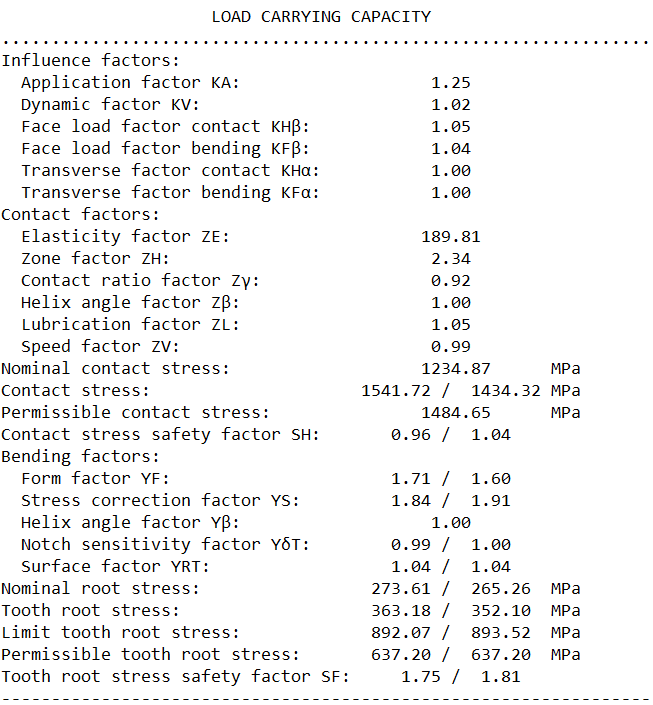 LOAD CARRYING CAPACITY
.................................................................
Influence factors:
Application factor KA: 1.25
Dynamic factor KV: 1.02
Face load factor contact KHβ: 1.05
Face load factor bending KFβ: 1.04
Transverse factor contact KHα: 1.00
Transverse factor bending KFα: 1.00
Contact factors:
Elasticity factor ZE: 189.81
Zone factor ZH: 2.34
Contact ratio factor Zγ: 0.92
Helix angle factor Zβ: 1.00
Lubrication factor ZL: 1.05
Speed factor ZV: 0.99
Nominal contact stress: 1234.87 MPa
Contact stress: 1541.72 / 1434.32 MPa
Permissible contact stress: 1484.65 MPa
Contact stress safety factor SH: 0.96 / 1.04
Bending factors:
Form factor YF: 1.71 / 1.60
Stress correction factor YS: 1.84 / 1.91
Helix angle factor Yβ: 1.00
Notch sensitivity factor YδT: 0.99 / 1.00
Surface factor YRT: 1.04 / 1.04
Nominal root stress: 273.61 / 265.26 MPa
Tooth root stress: 363.18 / 352.10 MPa
Limit tooth root stress: 892.07 / 893.52 MPa
Permissible tooth root stress: 637.20 / 637.20 MPa
Tooth root stress safety factor SF: 1.75 / 1.81
-----------------------------------------------------------------